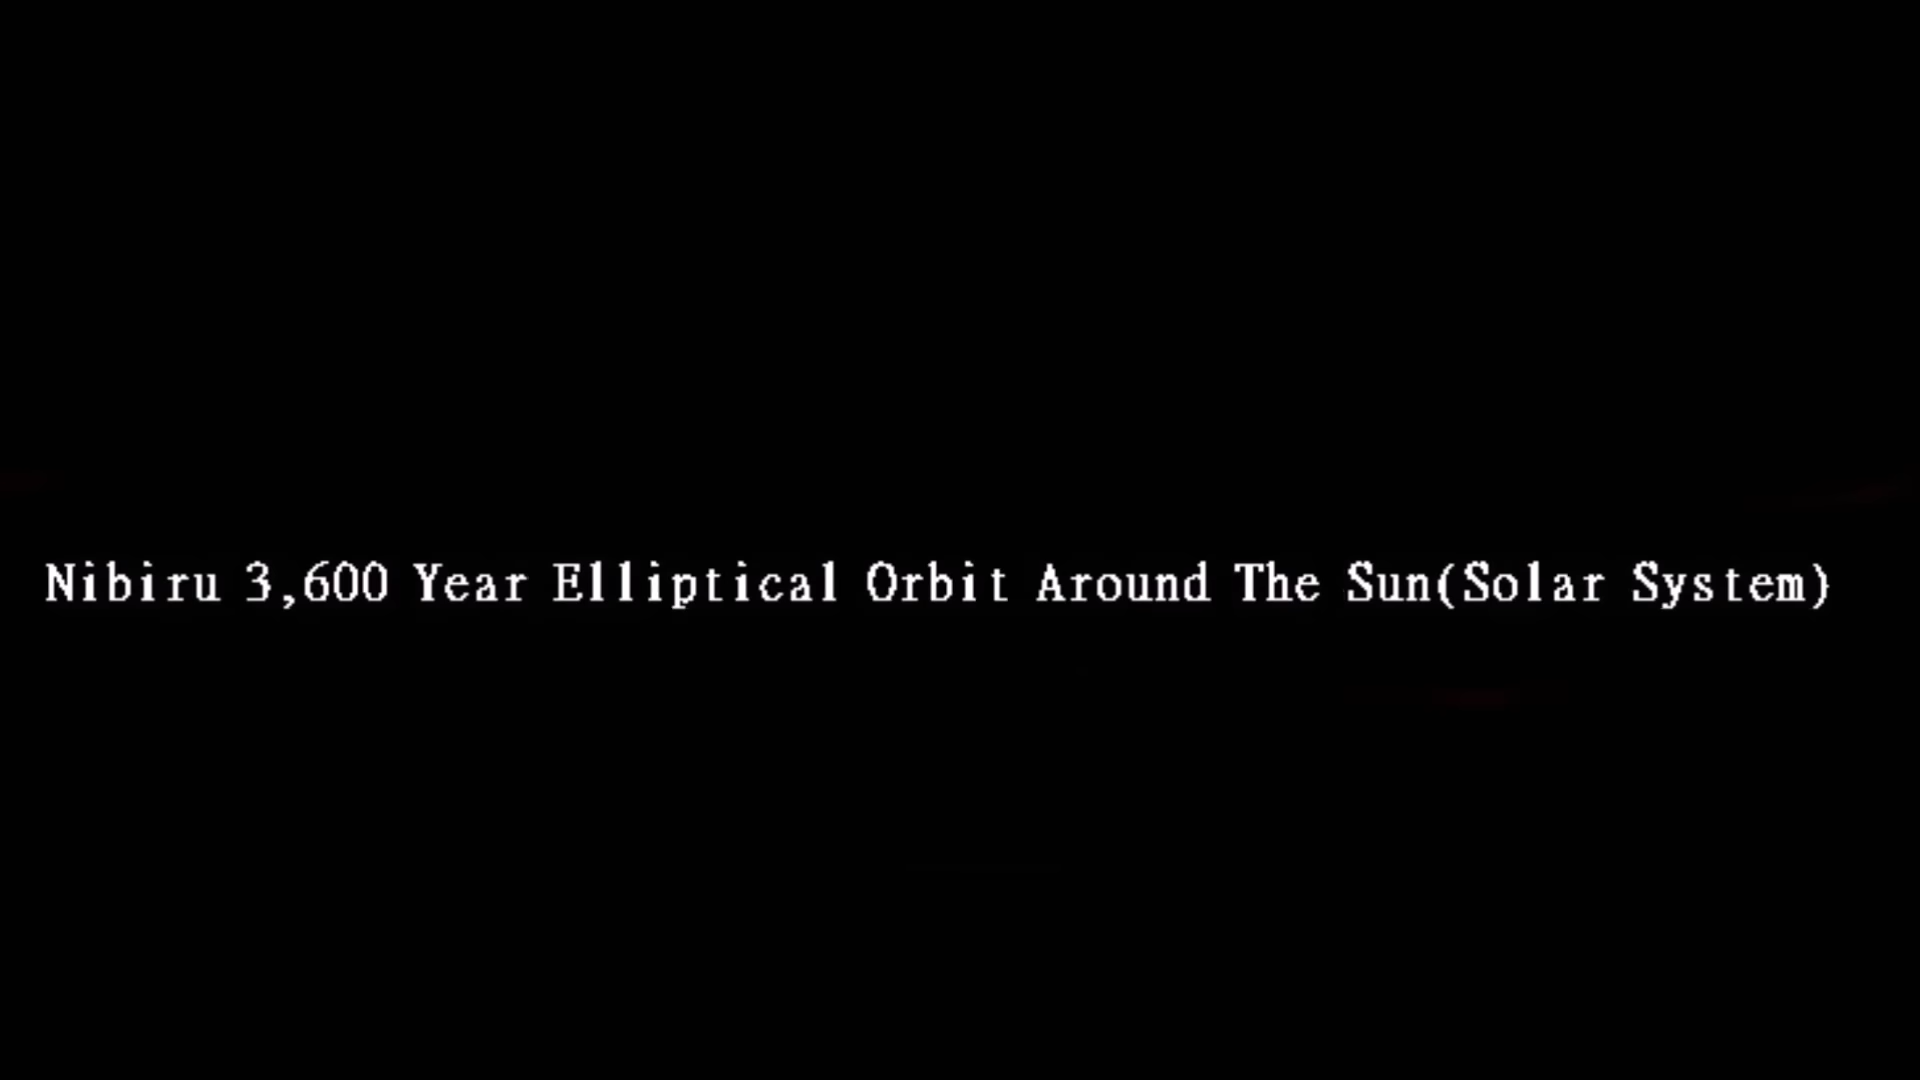 Nibiru 3,600 Year Elliptical Orbit Around The Sun(Solar System)